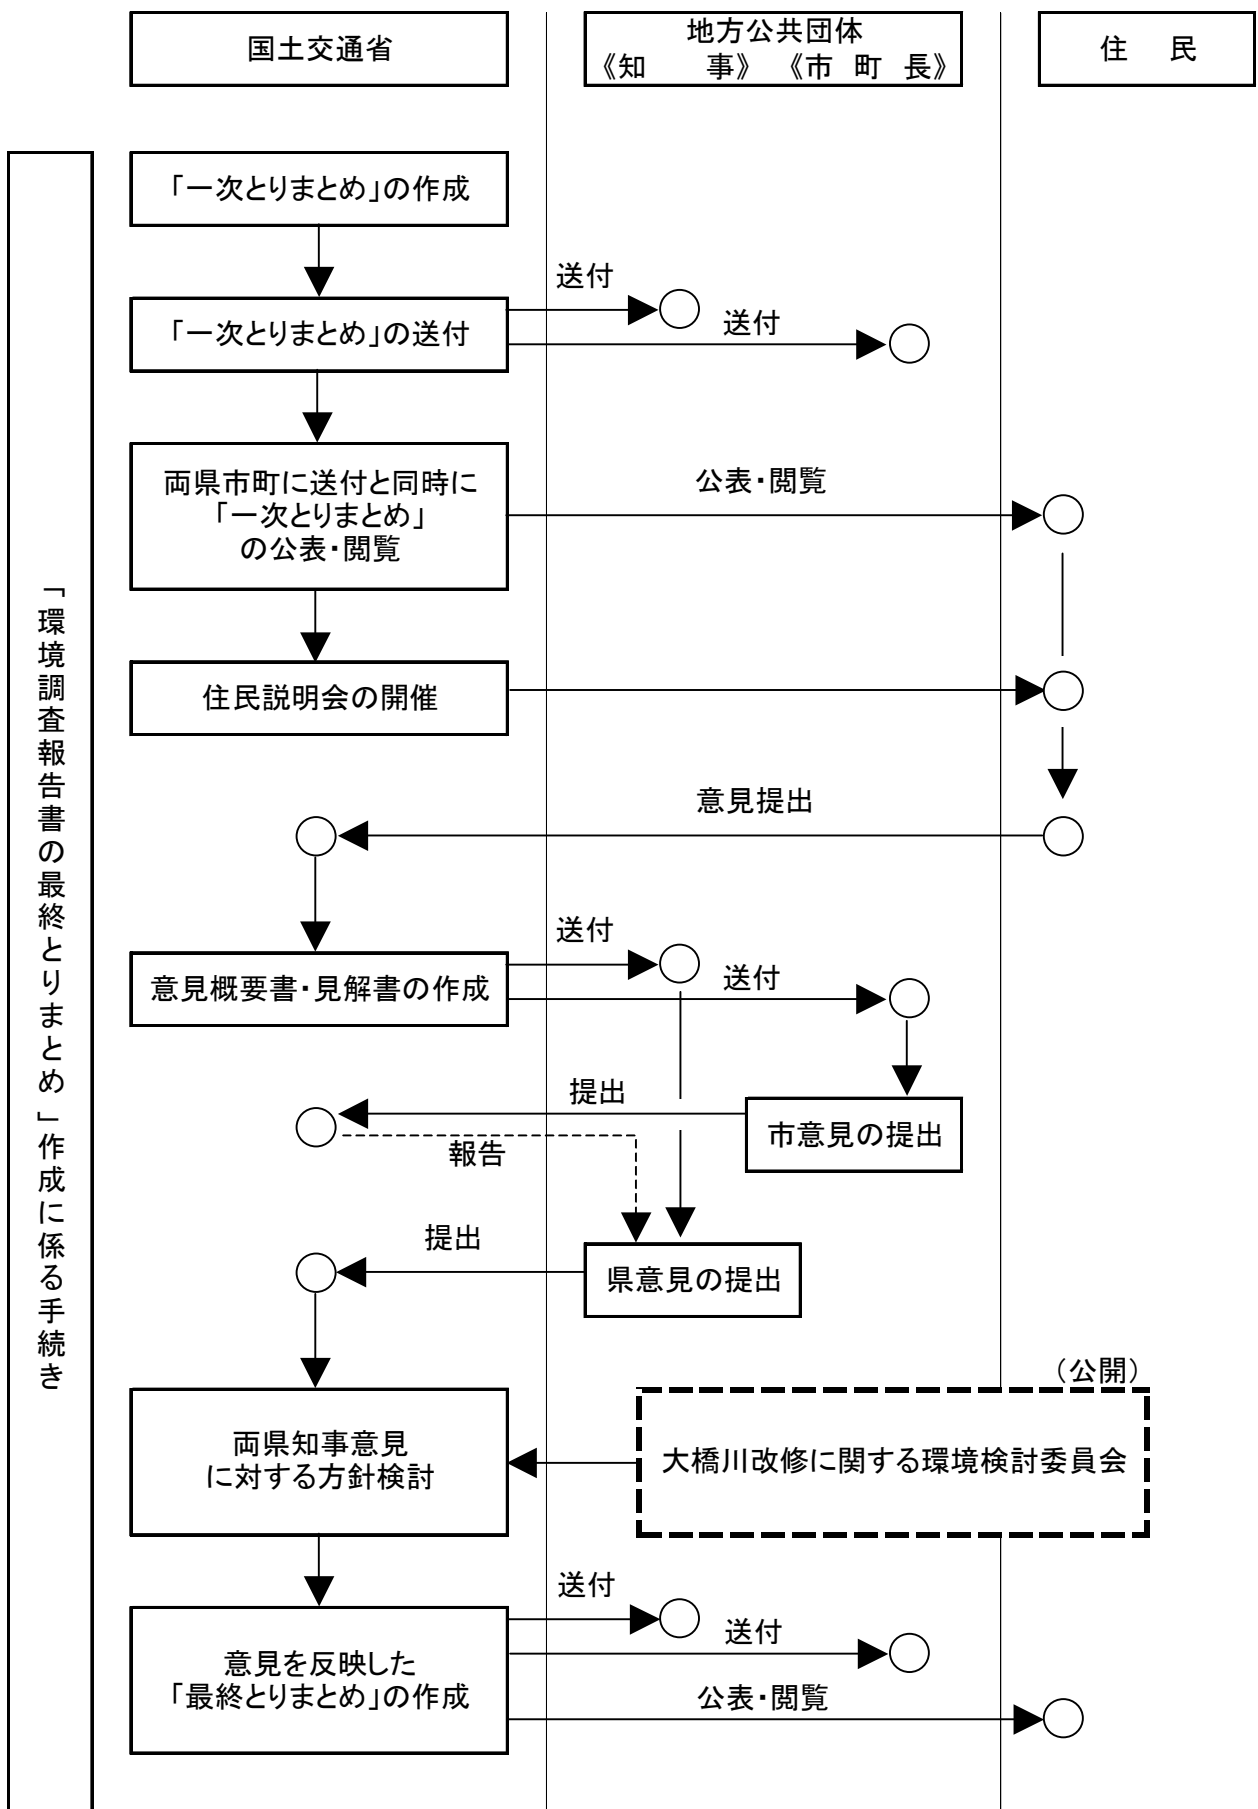 国土交通省
地方公共団体
《知　　事》　《市　町　長》
住　民
「環境調査報告書の最終とりまとめ」作成に係る手続き
「一次とりまとめ」の作成
送付
「一次とりまとめ」の送付
送付
両県市町に送付と同時に
「一次とりまとめ」
の公表・閲覧
公表・閲覧
住民説明会の開催
意見提出
送付
意見概要書・見解書の作成
送付
提出
市意見の提出
報告
提出
県意見の提出
（公開）
両県知事意見
に対する方針検討
大橋川改修に関する環境検討委員会
送付
送付
意見を反映した
「最終とりまとめ」の作成
公表・閲覧